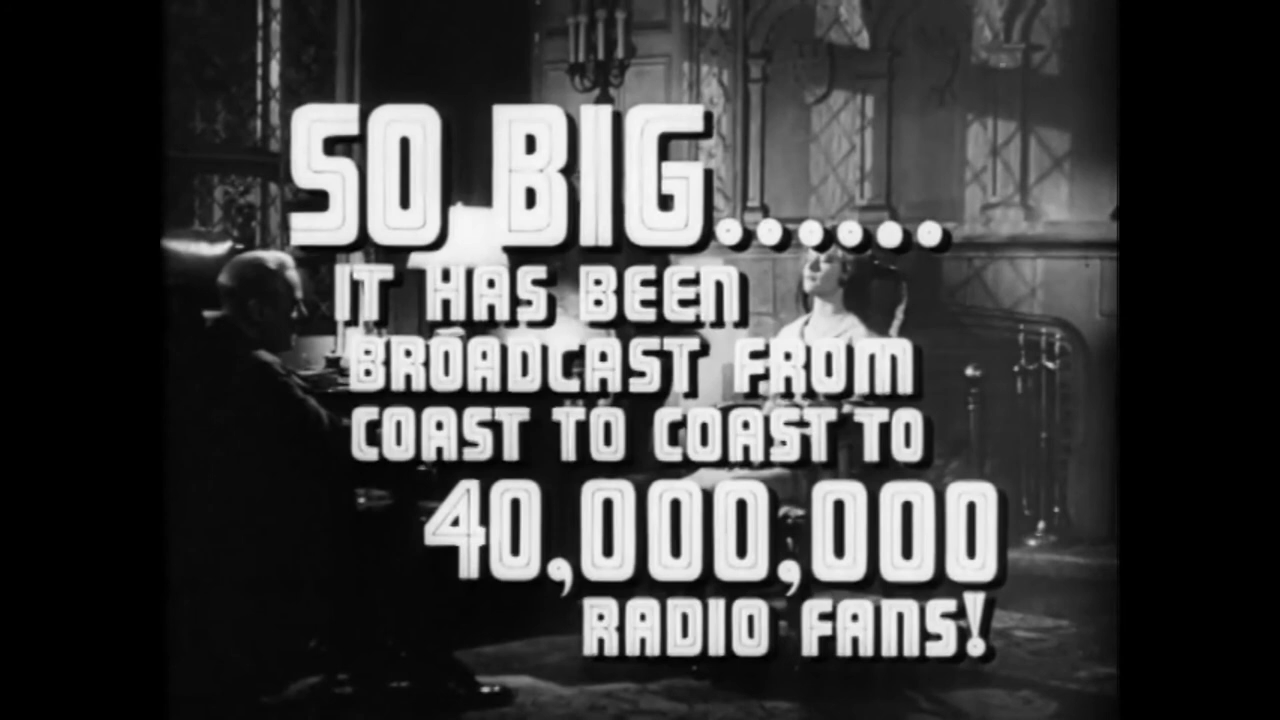 SO BIG......
IT HAS BEEN
BROADCAST FROM
COAST TO COAST TO
40,000,000
RADIO FANS!